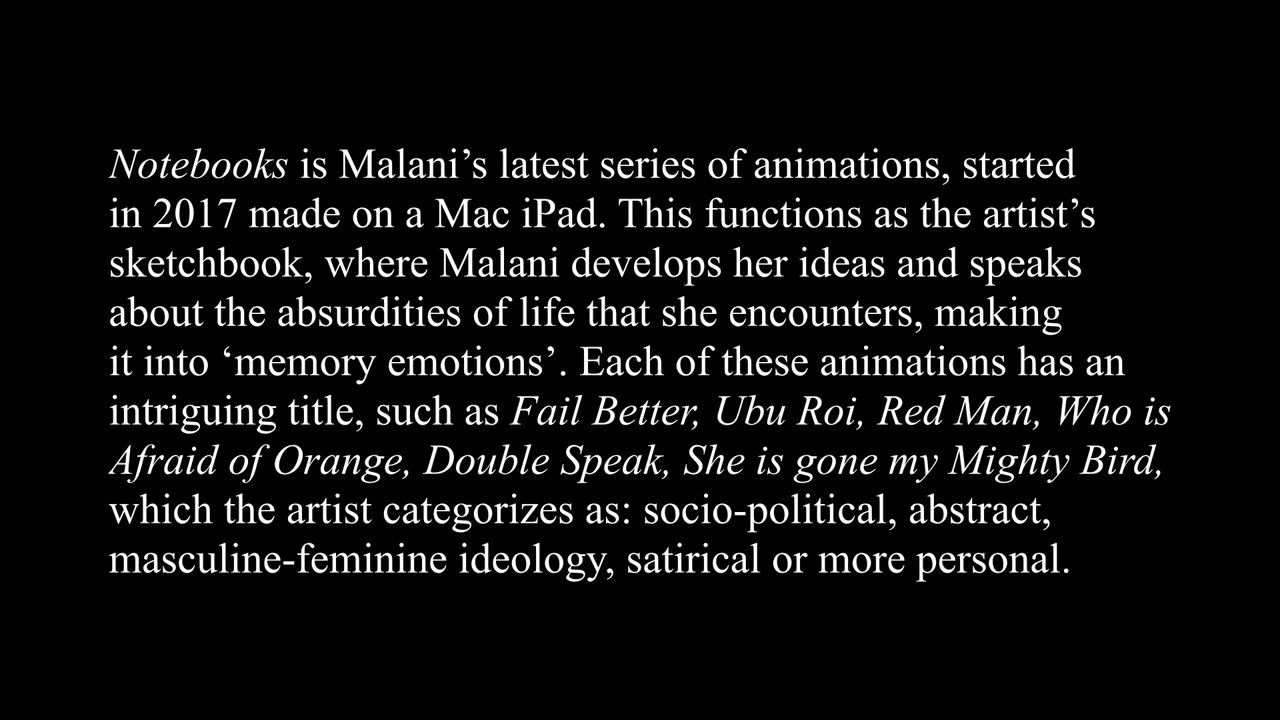 Notebooks is Malani’s latest series of animations, started
in 2017 made on a Mac iPad. This functions as the artist’s
sketchbook, where Malani develops her ideas and speaks
about the absurdities of life that she encounters, making
it into ‘memory emotions’. Each of these animations has an
intriguing title, such as Fail Better, Ubu Roi, Red Man, Who is
Afraid of Orange, Double Speak, She is gone my Mighty Bird,
which the artist categorizes as: socio-political, abstract,
masculine-feminine ideology, satirical or more personal.